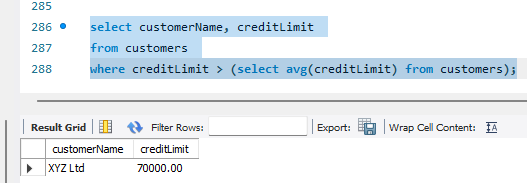 285
286 select customerName, creditLimit
287 from customers
288 where creditLimit > (select avg(creditLimit) from customers);
Result Grid Filter Rows: Export: Wrap Cell Content:
customerName creditLimit
XYZ Ltd 70000.00